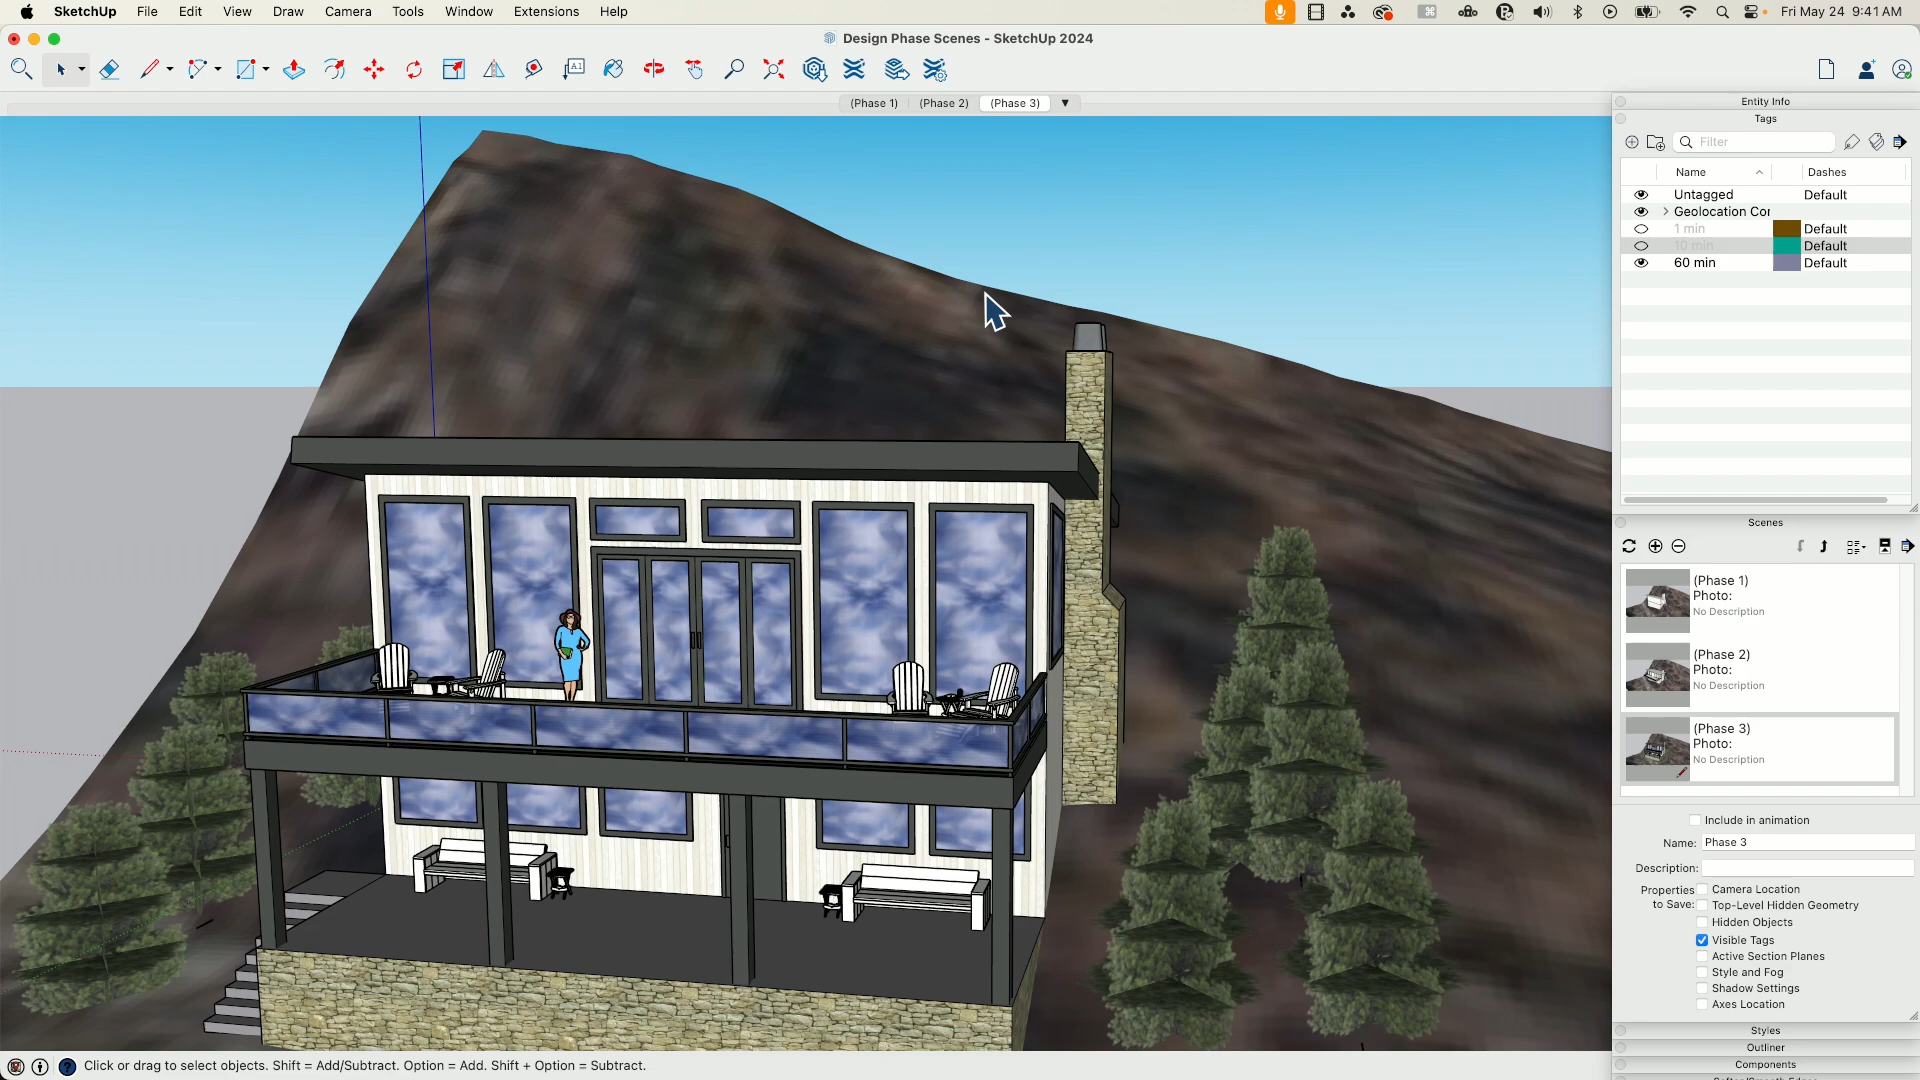 SketchUp File Edit View Draw Camera Tools Window Extensions Help Fri May 24 9:41 AM
Design Phase Scenes - SketchUp 2024
A1
(Phase 1) (Phase 2) (Phase 3)
Entity Info
Tags
Filter
Name Dashes
Untagged Default
Geolocation Cor
Default
1 min Default
10 min Default
60 min Default
Scenes
(Phase 1)
Photo:
No Description
(Phase 2)
Photo:
No Description
(Phase 3)
Photo:
No Description
Include in animation
Name: Phase 3
Description:
Properties to Save:
Camera Location
Top-Level Hidden Geometry
Hidden Objects
Visible Tags
Active Section Planes
Style and Fog
Shadow Settings
Axes Location
Styles
Outliner
Components
Click or drag to select objects. Shift = Add/Subtract. Option = Add. Shift + Option = Subtract.